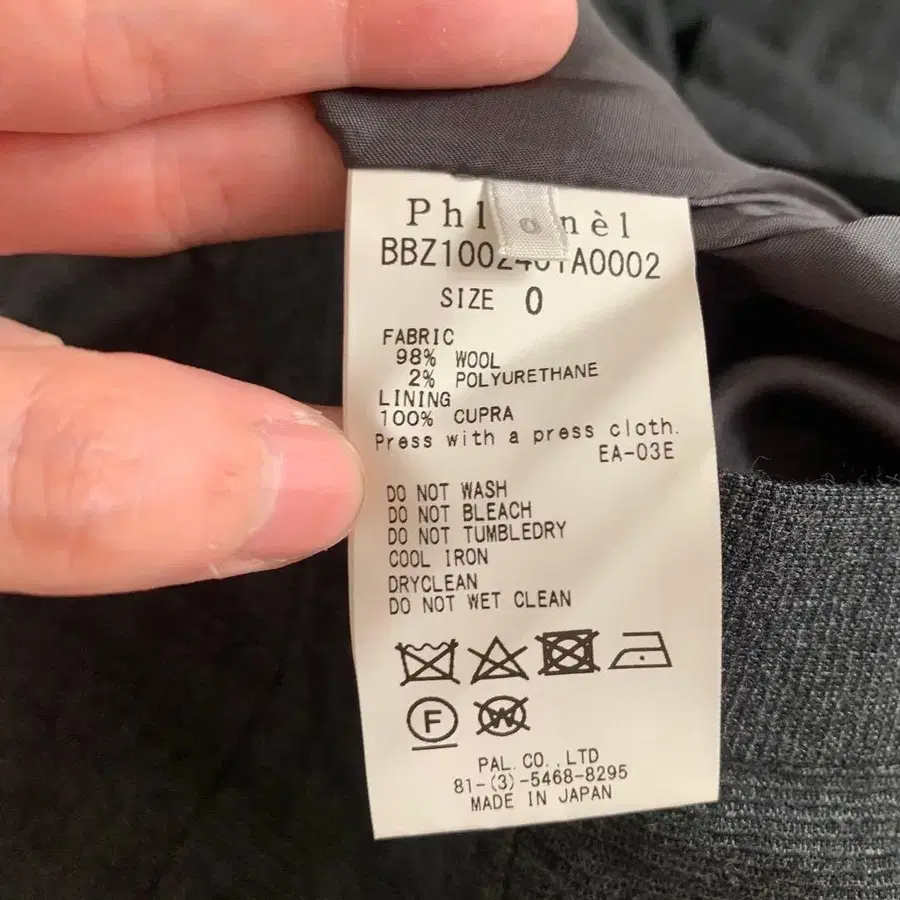 Phl o nèl
BBZ1002401A0002
SIZE 0
FABRIC
98% WOOL
2% POLYURETHANE
LINING
100% CUPRA
Press with a press cloth.
EA-03E
DO NOT WASH
DO NOT BLEACH
DO NOT TUMBLEDRY
COOL IRON
DRYCLEAN
DO NOT WET CLEAN
F W
PAL.CO.,LTD
81-(3)-5468-8295
MADE IN JAPAN